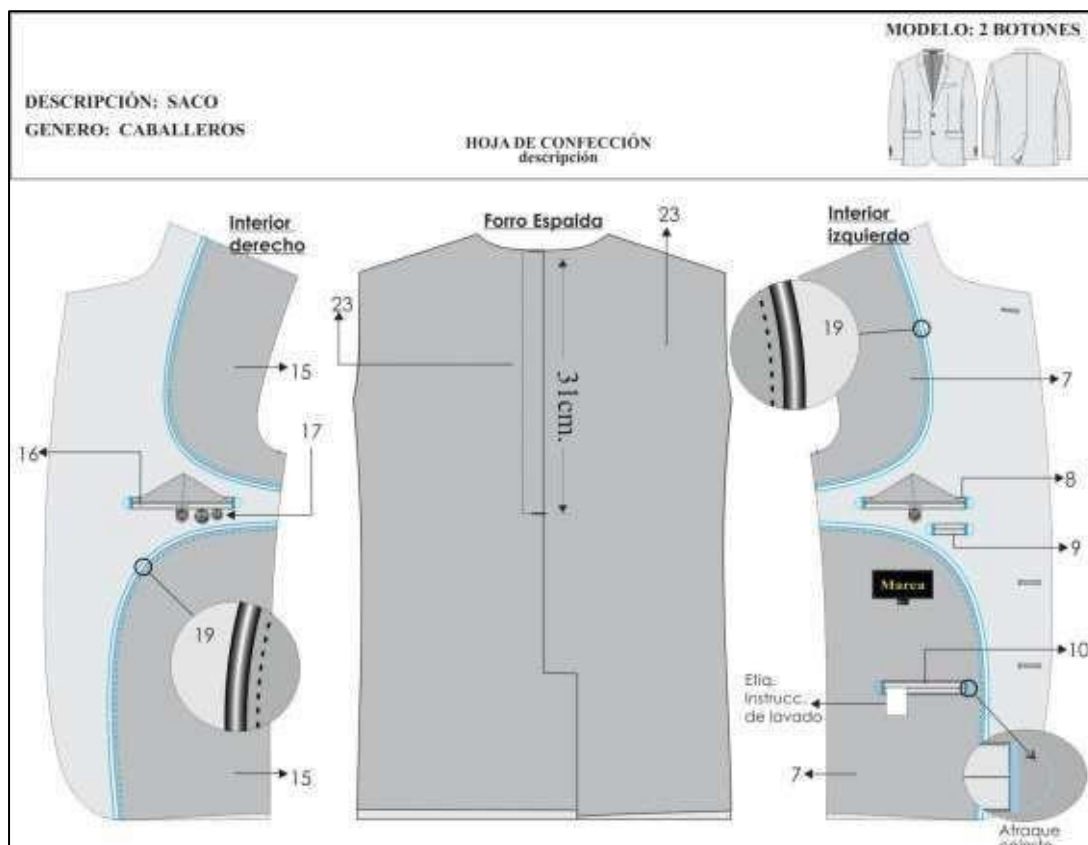 MODELO: 2 BOTONES
DESCRIPCIÓN: SACO
GENERO: CABALLEROS
HOJA DE CONFECCIÓN
descripción
Interior
derecho
Forro Espalda
23
Interior
izquierdo
23
19
15
31cm.
7
17
16
8
9
Marca
19
10
Etiq.
Instrucc.
de lavado
15
7
Atraque
celeste